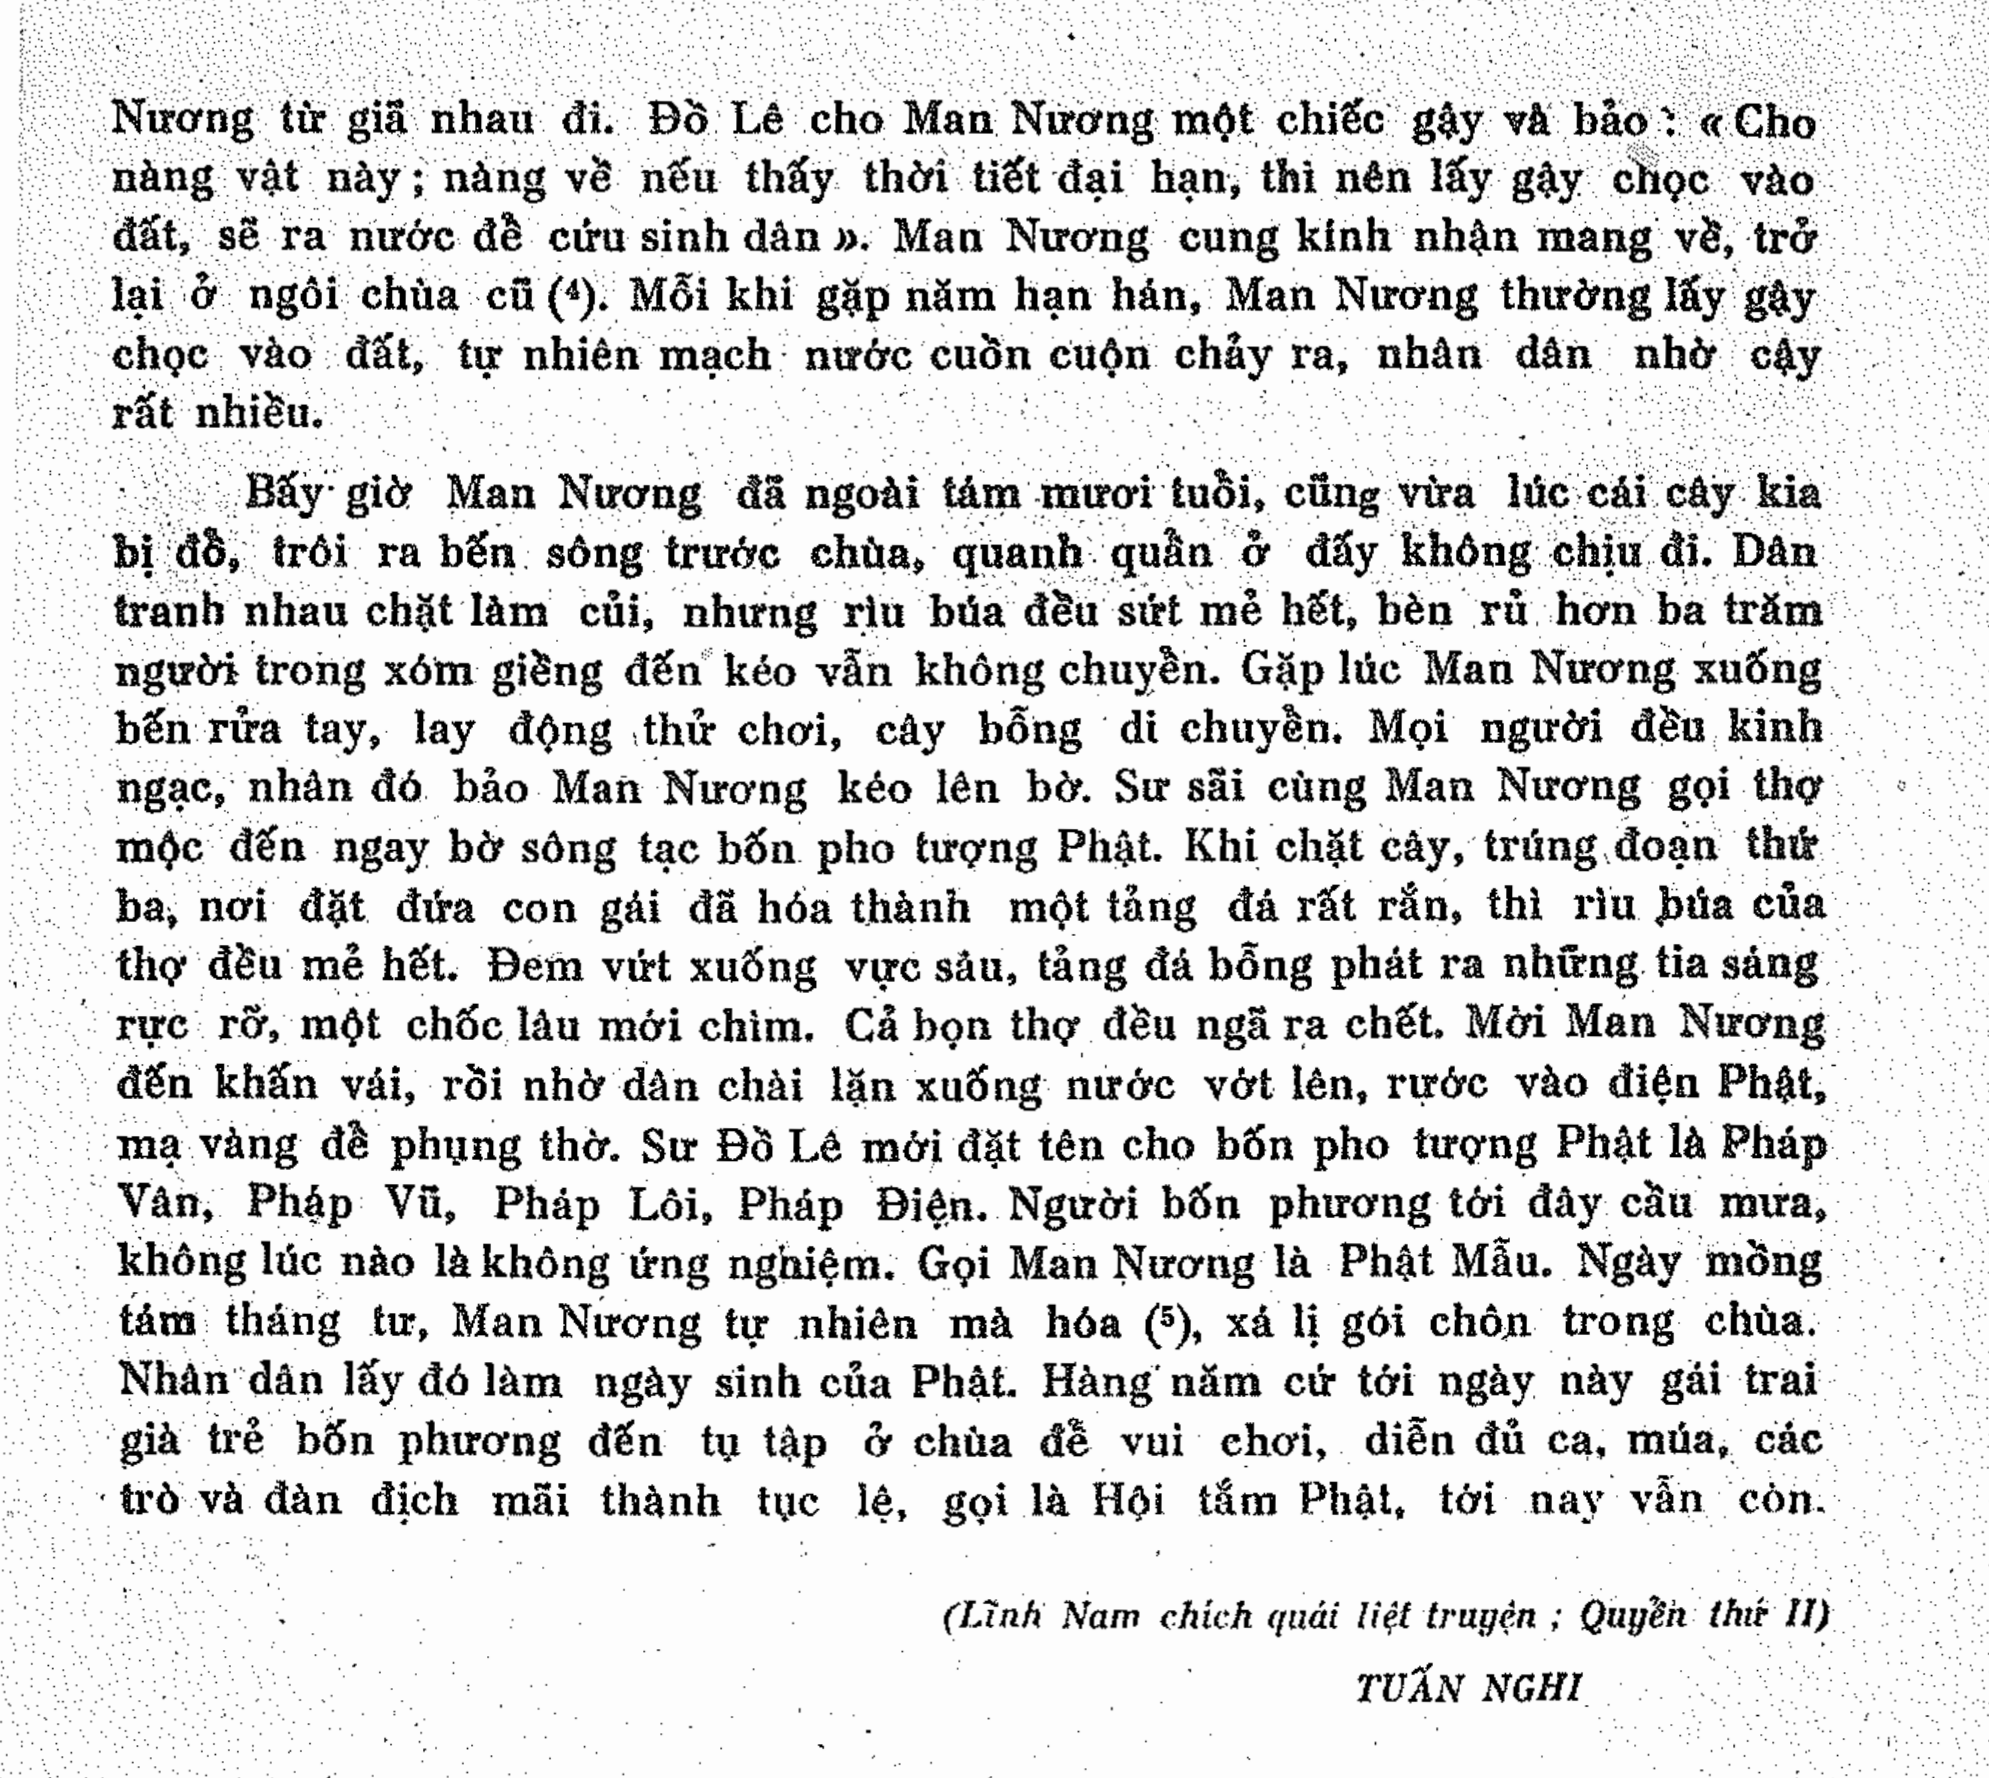 Nương từ giã nhau đi. Đồ Lê cho Man Nương một chiếc gậy và bảo : « Cho
nàng vật này ; nàng về nếu thấy thời tiết đại hạn, thì nên lấy gậy chọc vào
đất, sẽ ra nước để cứu sinh dân ». Man Nương cung kính nhận mang về, trở
lại ở ngôi chùa cũ (4). Mỗi khi gặp năm hạn hán, Man Nương thường lấy gậy
chọc vào đất, tự nhiên mạch nước cuồn cuộn chảy ra, nhân dân nhờ cậy
rất nhiều.
Bấy giờ Man Nương đã ngoài tám mươi tuổi, cũng vừa lúc cái cây kia
bị đổ, trôi ra bến sông trước chùa, quanh quẩn ở đấy không chịu đi. Dân
tranh nhau chặt làm củi, nhưng rìu búa đều sứt mẻ hết, bèn rủ hơn ba trăm
người trong xóm giềng đến kéo vẫn không chuyển. Gặp lúc Man Nương xuống
bến rửa tay, lay động thử chơi, cây bỗng di chuyển. Mọi người đều kinh
ngạc, nhân đó bảo Man Nương kéo lên bờ. Sư sãi cùng Man Nương gọi thợ
mộc đến ngay bờ sông tạc bốn pho tượng Phật. Khi chặt cây, trúng đoạn thứ
ba, nơi đặt đứa con gái đã hóa thành một tảng đá rất rắn, thì rìu búa của
thợ đều mẻ hết. Đem vứt xuống vực sâu, tảng đá bỗng phát ra những tia sáng
rực rỡ, một chốc lâu mới chìm. Cả bọn thợ đều ngã ra chết. Mời Man Nương
đến khấn vái, rồi nhờ dân chài lặn xuống nước vớt lên, rước vào điện Phật,
mạ vàng để phụng thờ. Sư Đồ Lê mới đặt tên cho bốn pho tượng Phật là Pháp
Vân, Pháp Vũ, Pháp Lôi, Pháp Điện. Người bốn phương tới đây cầu mưa,
không lúc nào là không ứng nghiệm. Gọi Man Nương là Phật Mẫu. Ngày mồng
tám tháng tư, Man Nương tự nhiên mà hóa (5), xá lị gói chôn trong chùa.
Nhân dân lấy đó làm ngày sinh của Phật. Hàng năm cứ tới ngày này gái trai
già trẻ bốn phương đến tụ tập ở chùa để vui chơi, diễn đủ ca, múa, các
trò và đàn địch mãi thành tục lệ, gọi là Hội tắm Phật, tới nay vẫn còn.
(Lĩnh Nam chích quái liệt truyện ; Quyển thứ II)
TUẤN NGHI